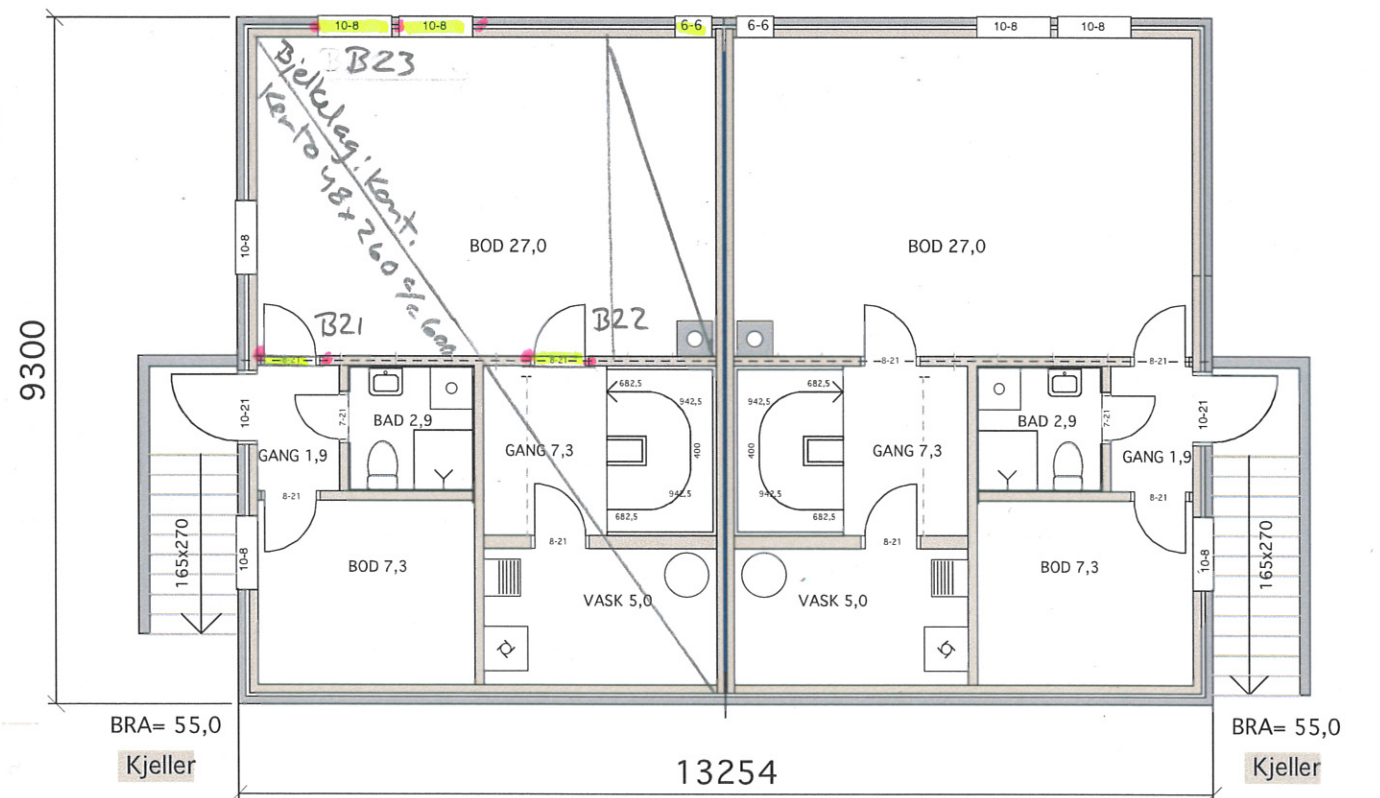 10-8
10-8
6-6
6-6
10-8
10-8
B23
Bjelkelag: Kont.
Kerto 48x260 c/c 600
BOD 27,0
BOD 27,0
10-8
9300
B21
B22
8-21
8-21
8-21
8-21
10-21
7-21
BAD 2,9
GANG 1,9
GANG 7,3
682,5
942,5
400
942,5
682,5
682,5
942,5
400
942,5
682,5
GANG 7,3
BAD 2,9
7-21
GANG 1,9
10-21
8-21
8-21
165x270
10-8
BOD 7,3
8-21
VASK 5,0
8-21
VASK 5,0
BOD 7,3
10-8
165x270
BRA= 55,0
Kjeller
13254
BRA= 55,0
Kjeller